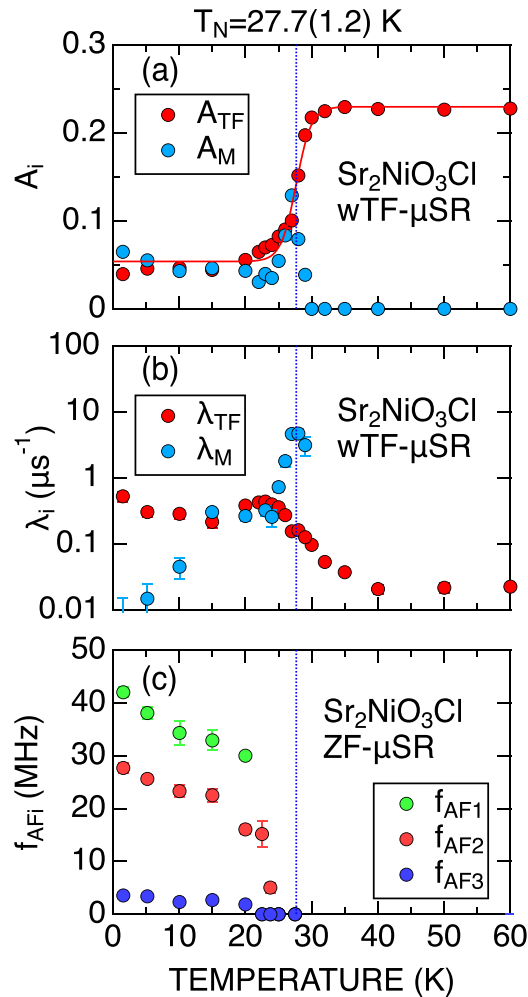 T_N=27.7(1.2) K
(a)
A_TF
A_M
Sr₂NiO₃Cl
wTF-μSR
A_i
0.3
0.2
0.1
0
(b)
λ_TF
λ_M
Sr₂NiO₃Cl
wTF-μSR
λ_i (μs⁻¹)
100
10
1
0.1
0.01
(c)
Sr₂NiO₃Cl
ZF-μSR
f_AF1
f_AF2
f_AF3
f_AFi (MHz)
50
40
30
20
10
0
0 10 20 30 40 50 60
TEMPERATURE (K)